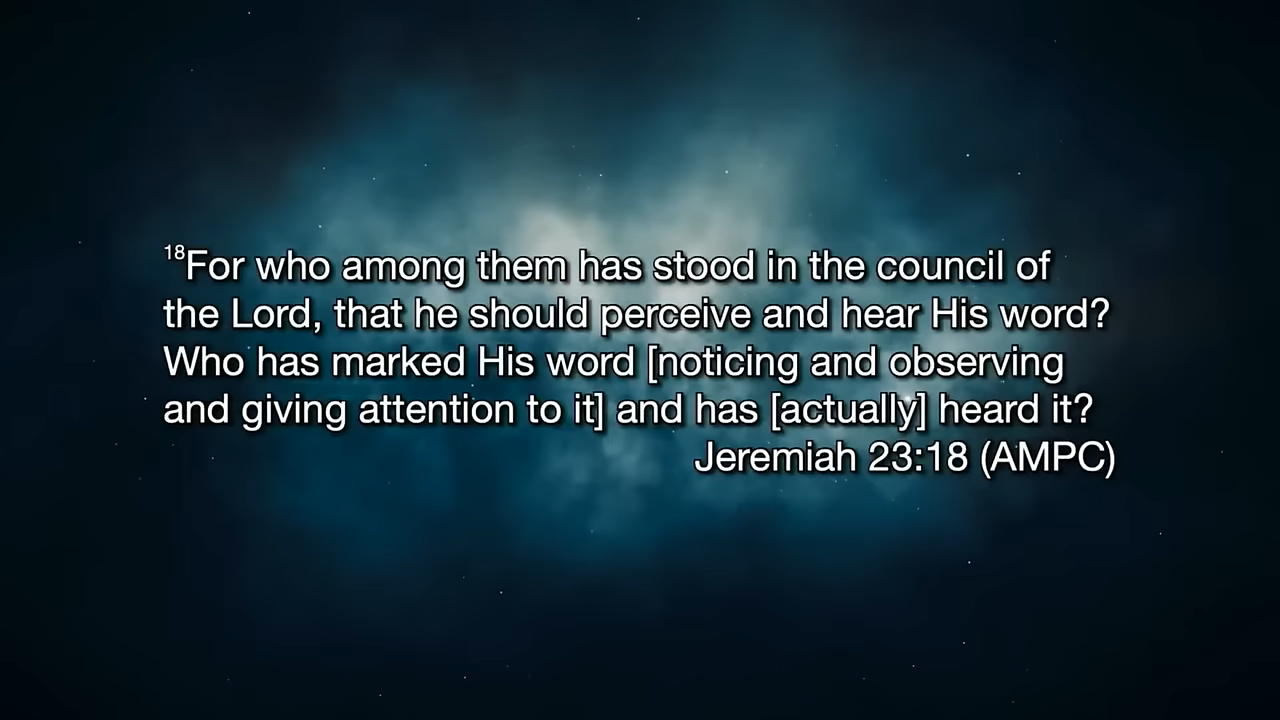 18For who among them has stood in the council of
the Lord, that he should perceive and hear His word?
Who has marked His word [noticing and observing
and giving attention to it] and has [actually] heard it?
Jeremiah 23:18 (AMPC)